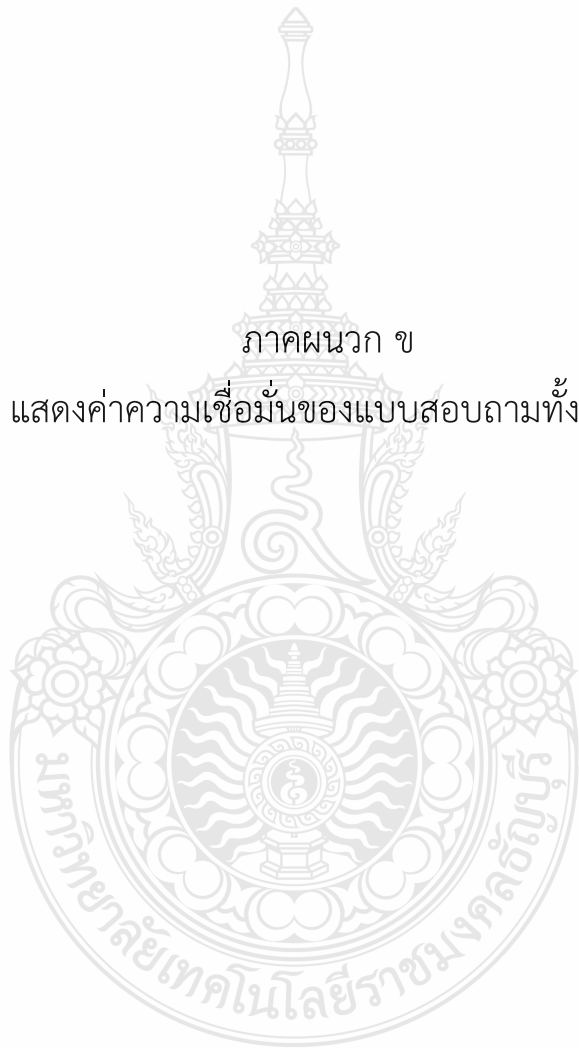 ภาคผนวก ข
แสดงค่าความเชื่อมั่นของแบบสอบถามทั้ง
มหาวิทยาลัยเทคโนโลยีราชมงคลธัญบุรี